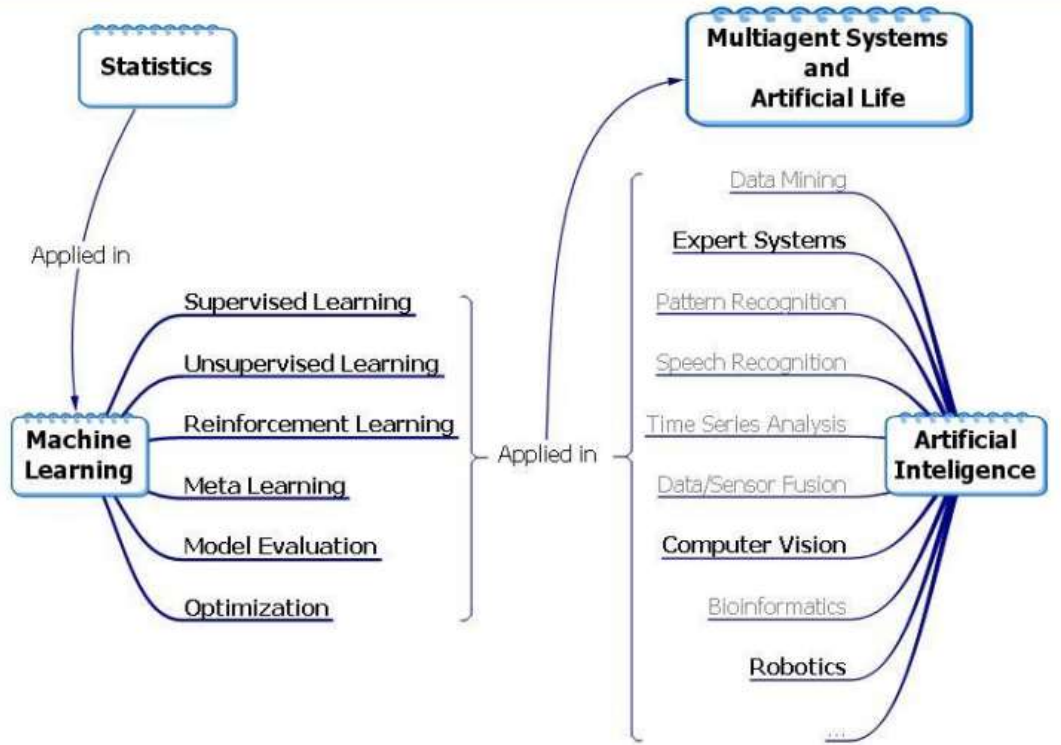 Statistics
Multiagent Systems
and
Artificial Life
Applied in
Machine
Learning
Supervised Learning
Unsupervised Learning
Reinforcement Learning
Meta Learning
Model Evaluation
Optimization
Applied in
Data Mining
Expert Systems
Pattern Recognition
Speech Recognition
Time Series Analysis
Data/Sensor Fusion
Computer Vision
Bioinformatics
Robotics
...
Artificial
Inteligence